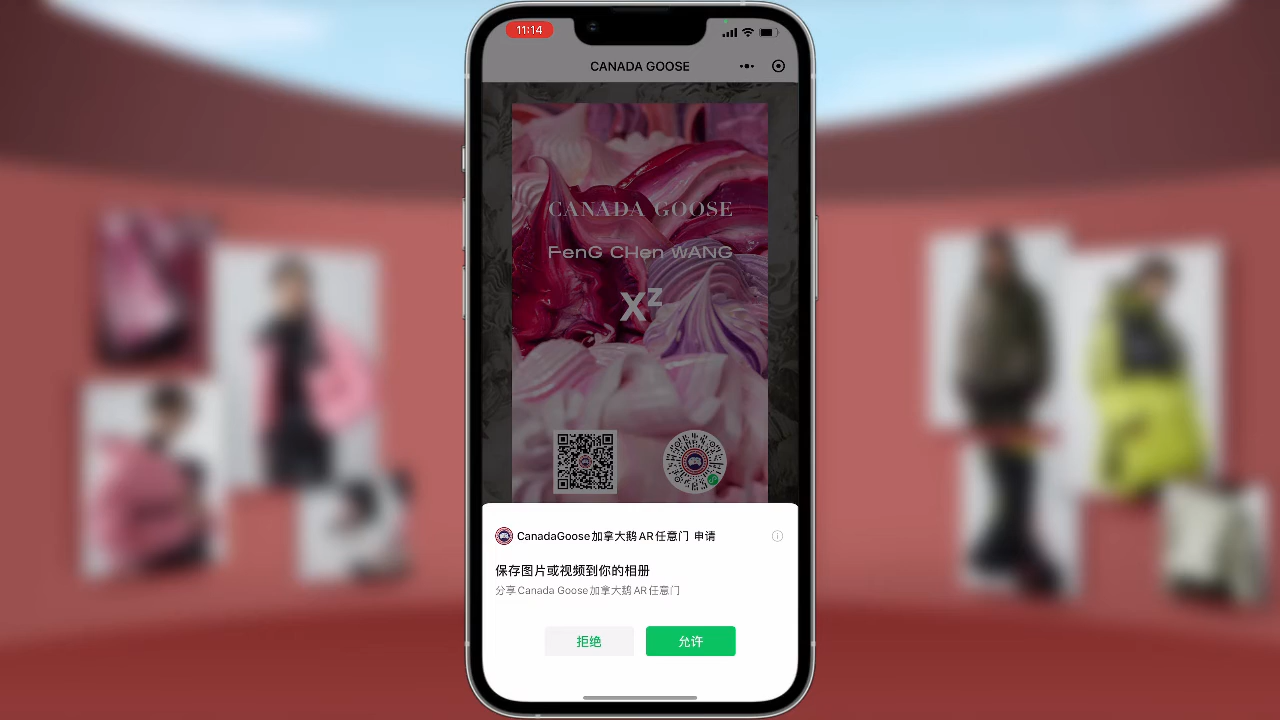 11:14
CANADA GOOSE
CANADA GOOSE
FenG CHen WANG
XZ
CanadaGoose加拿大鹅AR任意门 申请
保存图片或视频到你的相册
分享Canada Goose加拿大鹅AR任意门
拒绝
允许